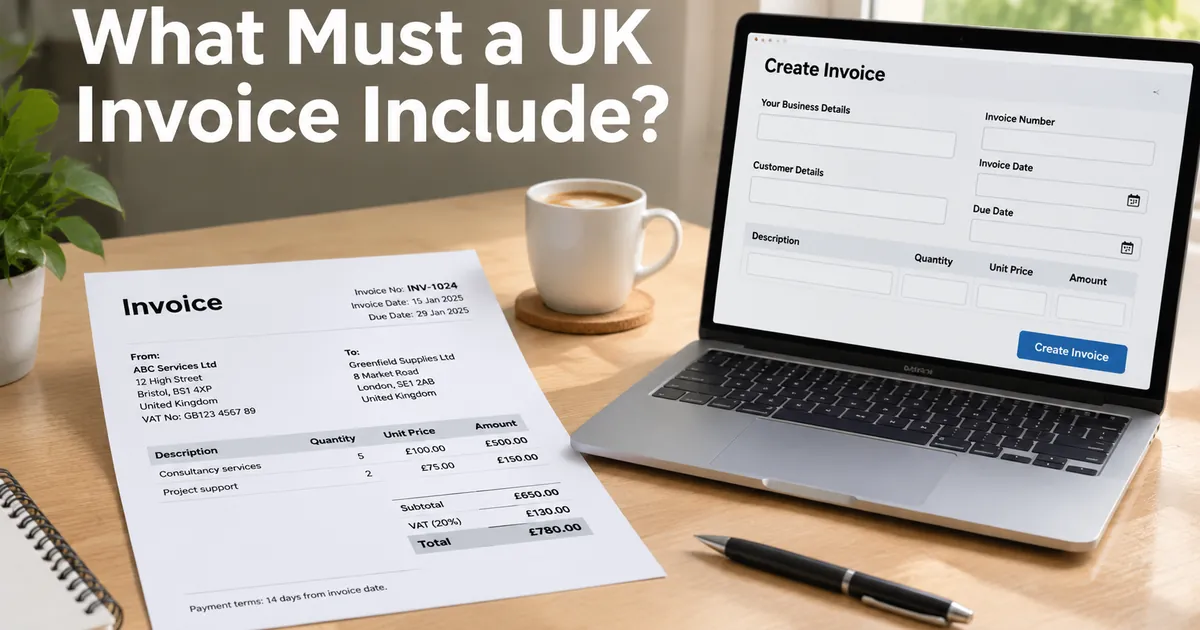 What Must a UK
Invoice Include?
Invoice
Invoice No: INV-1024
Invoice Date: 15 Jan 2025
Due Date: 29 Jan 2025
From:
ABC Services Ltd
12 High Street
Bristol, BS1 4XP
United Kingdom
VAT No: GB123 4567 89
To:
Greenfield Supplies Ltd
8 Market Road
London, SE1 2AB
United Kingdom
Description Quantity Unit Price Amount
Consultancy services 5 £100.00 £500.00
Project support 2 £75.00 £150.00
Subtotal £650.00
VAT (20%) £130.00
Total £780.00
Payment terms: 14 days from invoice date.
Create Invoice
Your Business Details
Invoice Number
Customer Details
Invoice Date
Due Date
Description Quantity Unit Price Amount
Create Invoice